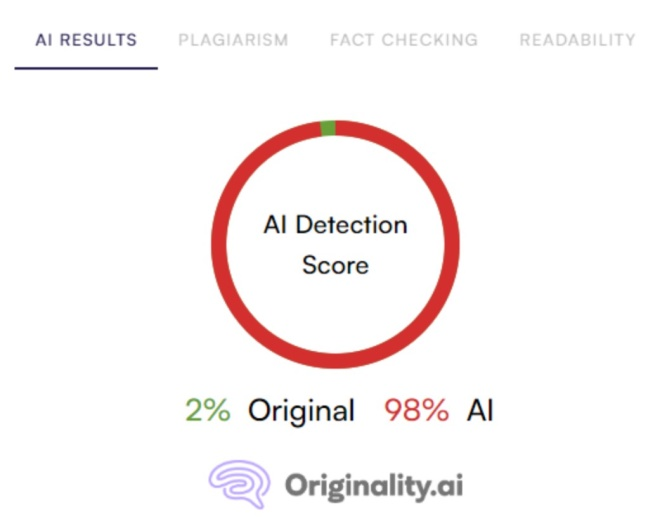 AI RESULTS PLAGIARISM FACT CHECKING READABILITY
AI Detection
Score
2% Original 98% AI
Originality.ai